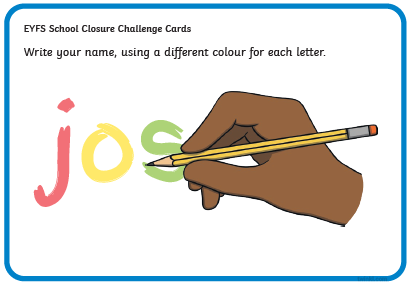 EYFS School Closure Challenge Cards
Write your name, using a different colour for each letter.
jos